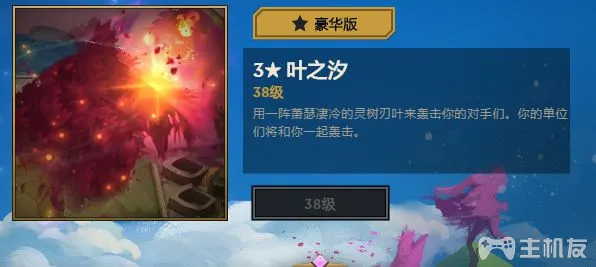 ★ 豪华版
3★ 叶之汐
38级
用一阵萧瑟凄冷的灵树刃叶来轰击你的对手们。你的单位
们将和你一起轰击。
38级
主机友